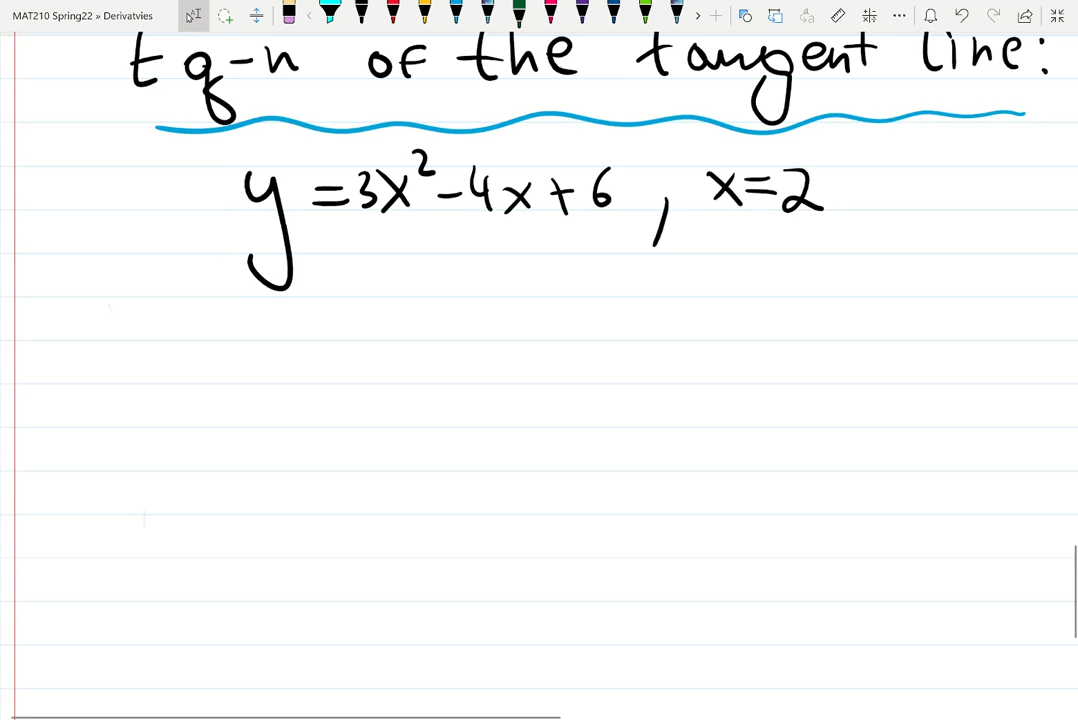 MAT210 Spring22 » Derivatvies
Eq-n of the tangent line:
y = 3x² - 4x + 6 , x = 2